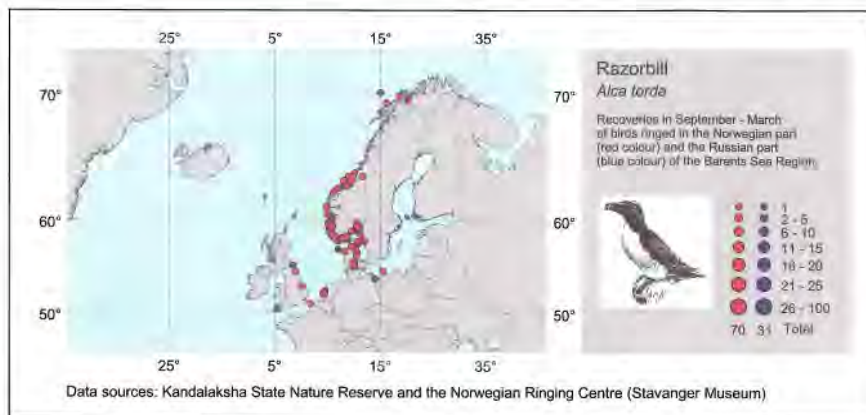 25° 5° 15° 35°
70° 70°
60° 60°
50° 50°
25° 5° 15° 35°
Razorbill
Alca torda
Recoveries in September - March
of birds ringed in the Norwegian part
(red colour) and the Russian part
(blue colour) of the Barents Sea Region.
1
2 - 5
6 - 10
11 - 15
16 - 20
21 - 25
26 - 100
70 31 Total
Data sources: Kandalaksha State Nature Reserve and the Norwegian Ringing Centre (Stavanger Museum)